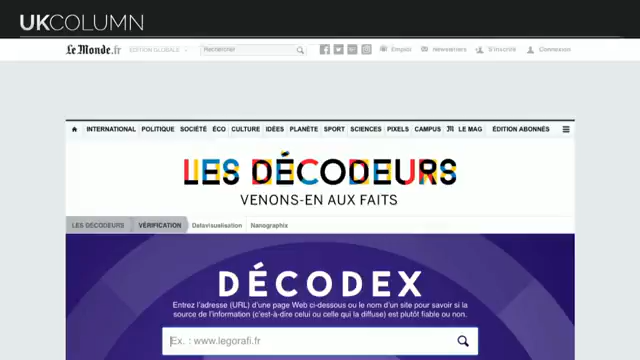 UKCOLUMN
Le Monde.fr ÉDITION GLOBALE Rechercher Emploi Newsletters S'inscrire Connexion
INTERNATIONAL POLITIQUE SOCIÉTÉ ÉCO CULTURE IDÉES PLANÈTE SPORT SCIENCES PIXELS CAMPUS M LE MAG ÉDITION ABONNÉS
LES DÉCODEURS
VENONS-EN AUX FAITS
LES DÉCODEURS VÉRIFICATION Datavisualisation Nanographix
DÉCODEX
Entrez l'adresse (URL) d'une page Web ci-dessous ou le nom d'un site pour savoir si la
source de l'information (c'est-à-dire celui ou celle qui la diffuse) est plutôt fiable ou non.
Ex. : www.legorafi.fr